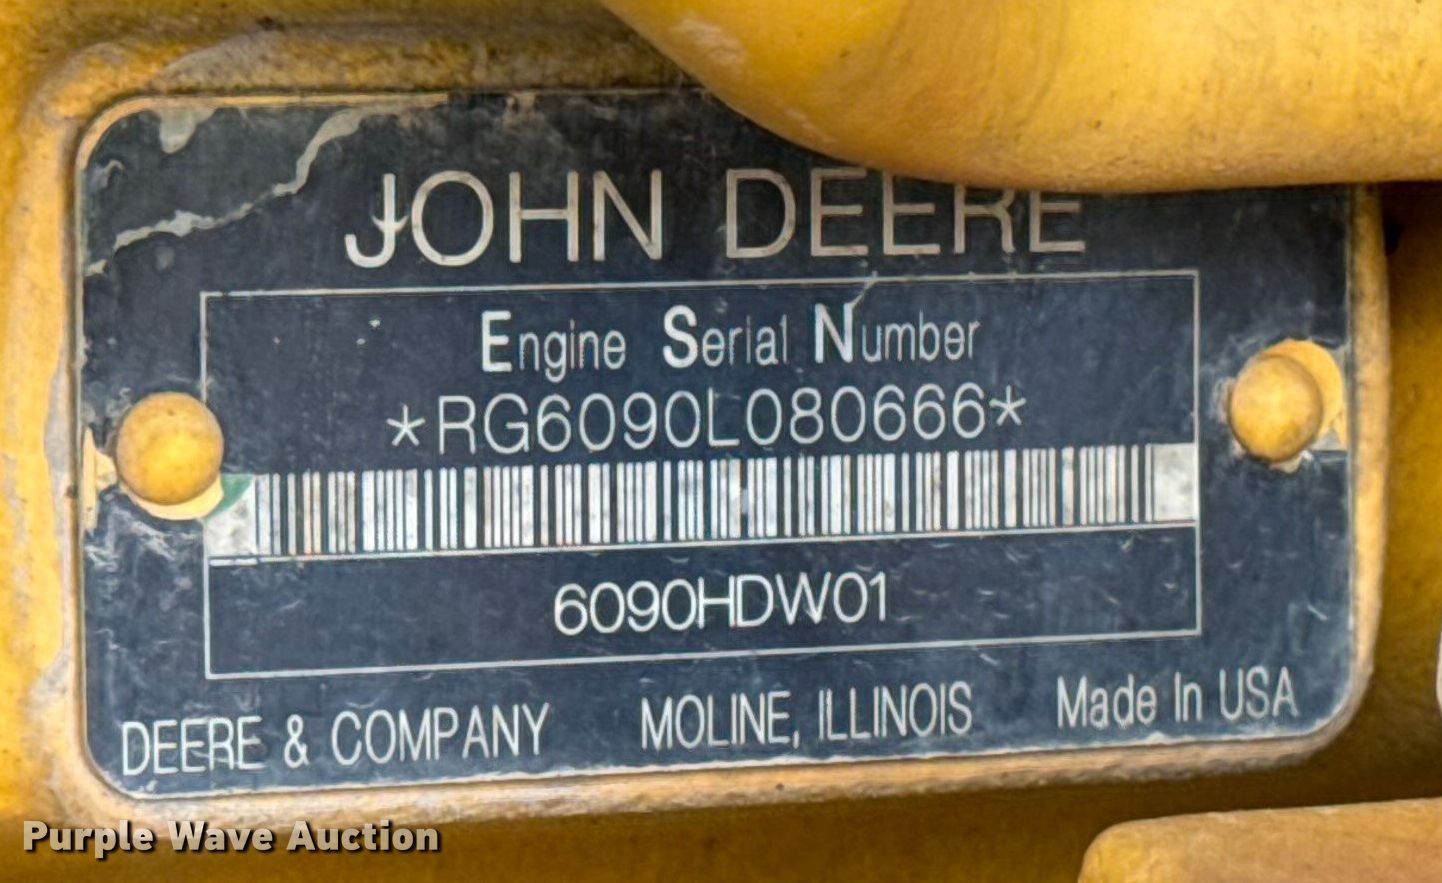 JOHN DEERE
Engine Serial Number
*RG6090L080666*
6090HDW01
DEERE & COMPANY MOLINE, ILLINOIS Made In USA
Purple Wave Auction